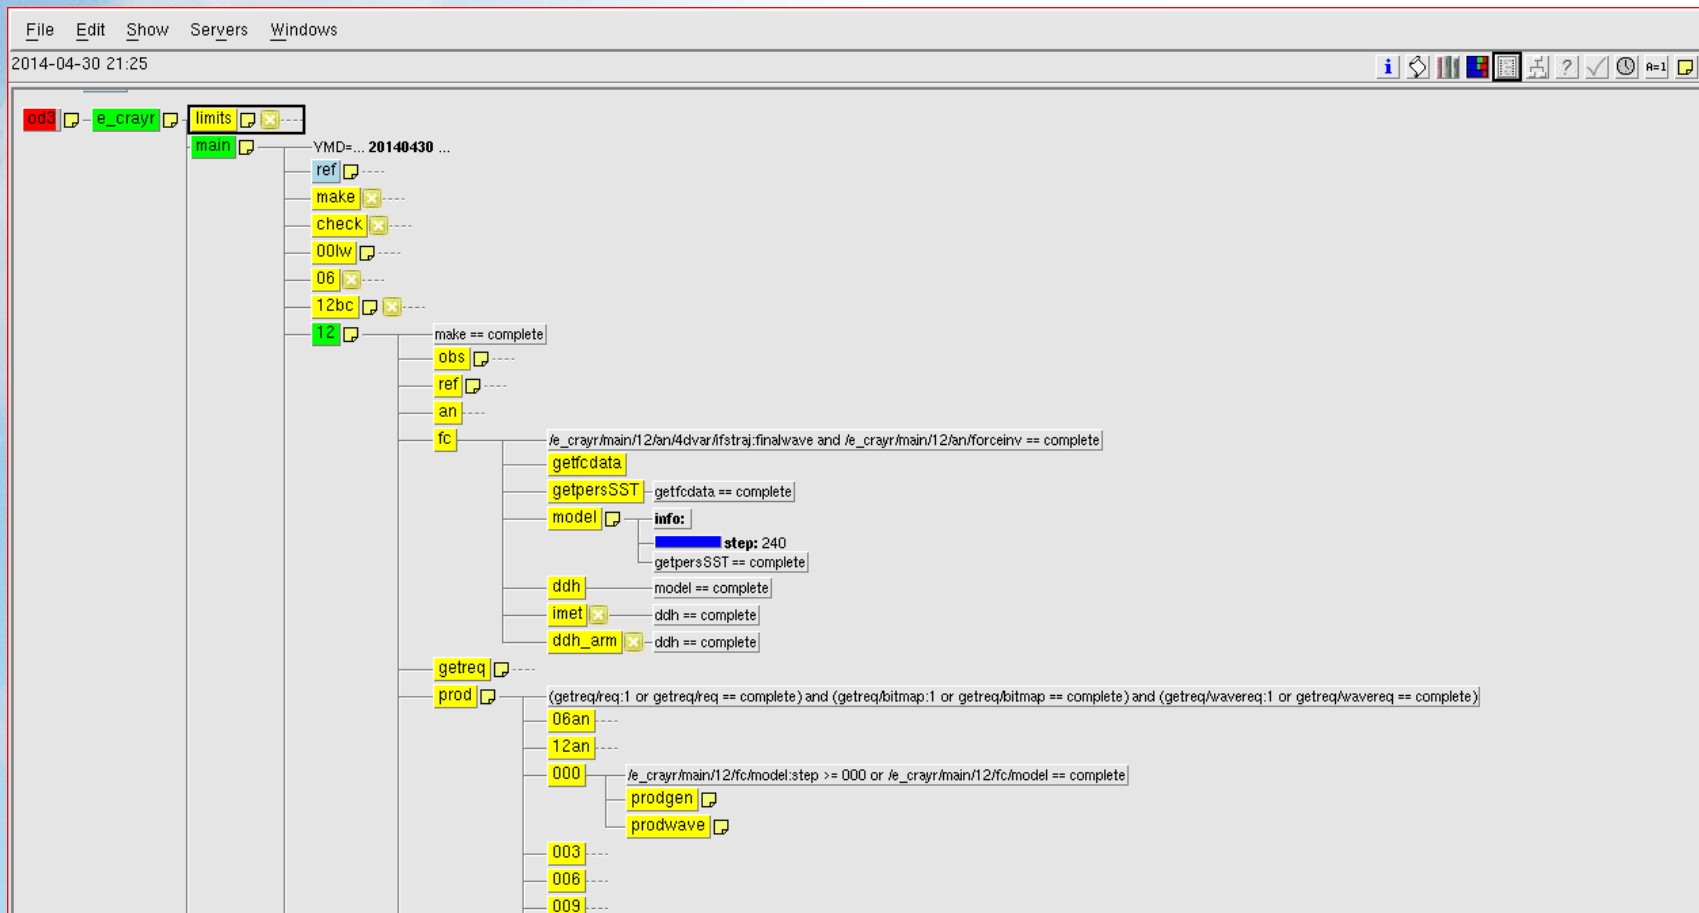 File Edit Show Servers Windows
2014-04-30 21:25
i ? A=1
od3 e_crayr limits
main YMD=... 20140430 ...
ref
make
check
00lw
06
12bc
12 make == complete
obs
ref
an
fc /e_crayr/main/12/an/4dvar/ifstraj:finalwave and /e_crayr/main/12/an/forceinv == complete
getfcdata
getpersSST getfcdata == complete
model info:
step: 240
getpersSST == complete
ddh model == complete
imet ddh == complete
ddh_arm ddh == complete
getreq
prod (getreq/req:1 or getreq/req == complete) and (getreq/bitmap:1 or getreq/bitmap == complete) and (getreq/wavereq:1 or getreq/wavereq == complete)
06an
12an
000 /e_crayr/main/12/fc/model:step >= 000 or /e_crayr/main/12/fc/model == complete
prodgen
prodwave
003
006
009